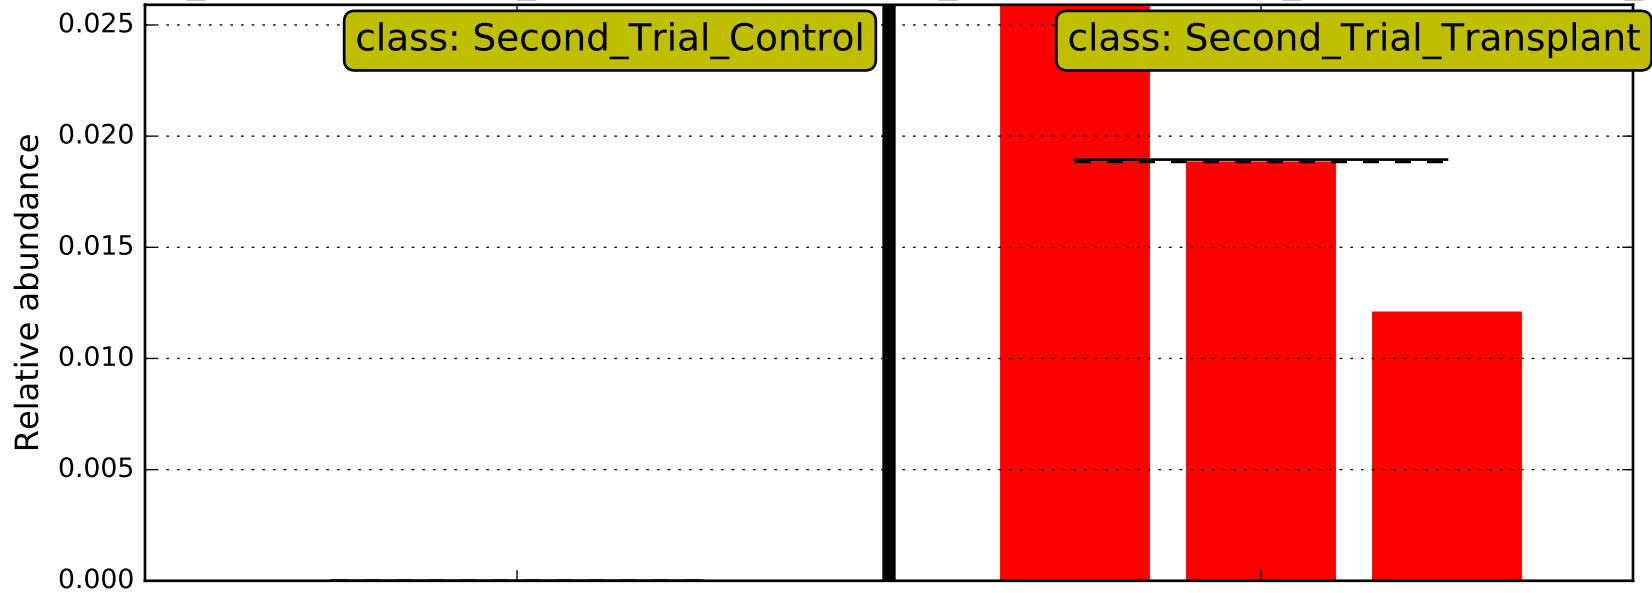 0.025
class: Second_Trial_Control
class: Second_Trial_Transplant
0.020
0.015
0.010
0.005
0.000
Relative abundance